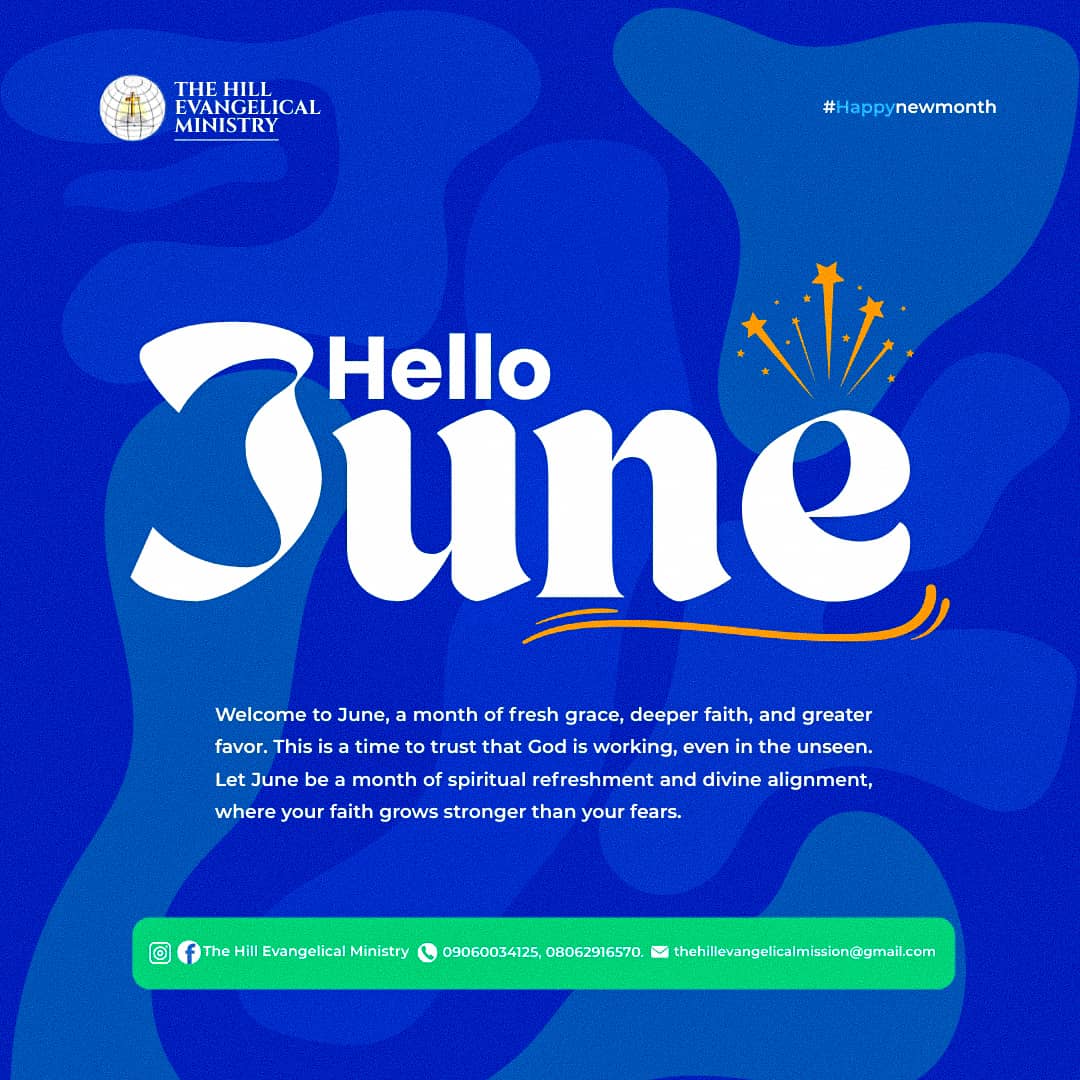 THE HILL
EVANGELICAL
MINISTRY
#Happynewmonth
Hello
June
Welcome to June, a month of fresh grace, deeper faith, and greater
favor. This is a time to trust that God is working, even in the unseen.
Let June be a month of spiritual refreshment and divine alignment,
where your faith grows stronger than your fears.
The Hill Evangelical Ministry 09060034125, 08062916570. thehillevangelicalmission@gmail.com